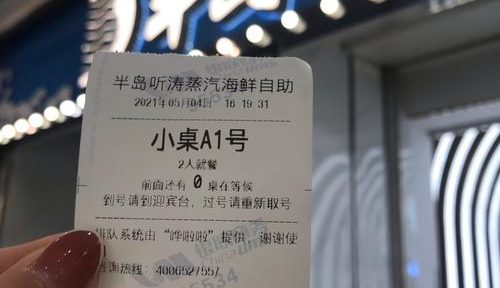 半岛听涛蒸汽海鲜自助
2021年05月04日 16 19 31
小桌A1号
2人就餐
前面还有 0 桌在等候
到号请到迎宾台，过号请重新取号
队系统由“哗啦啦”提供，谢谢使
咨询热线：4006527557